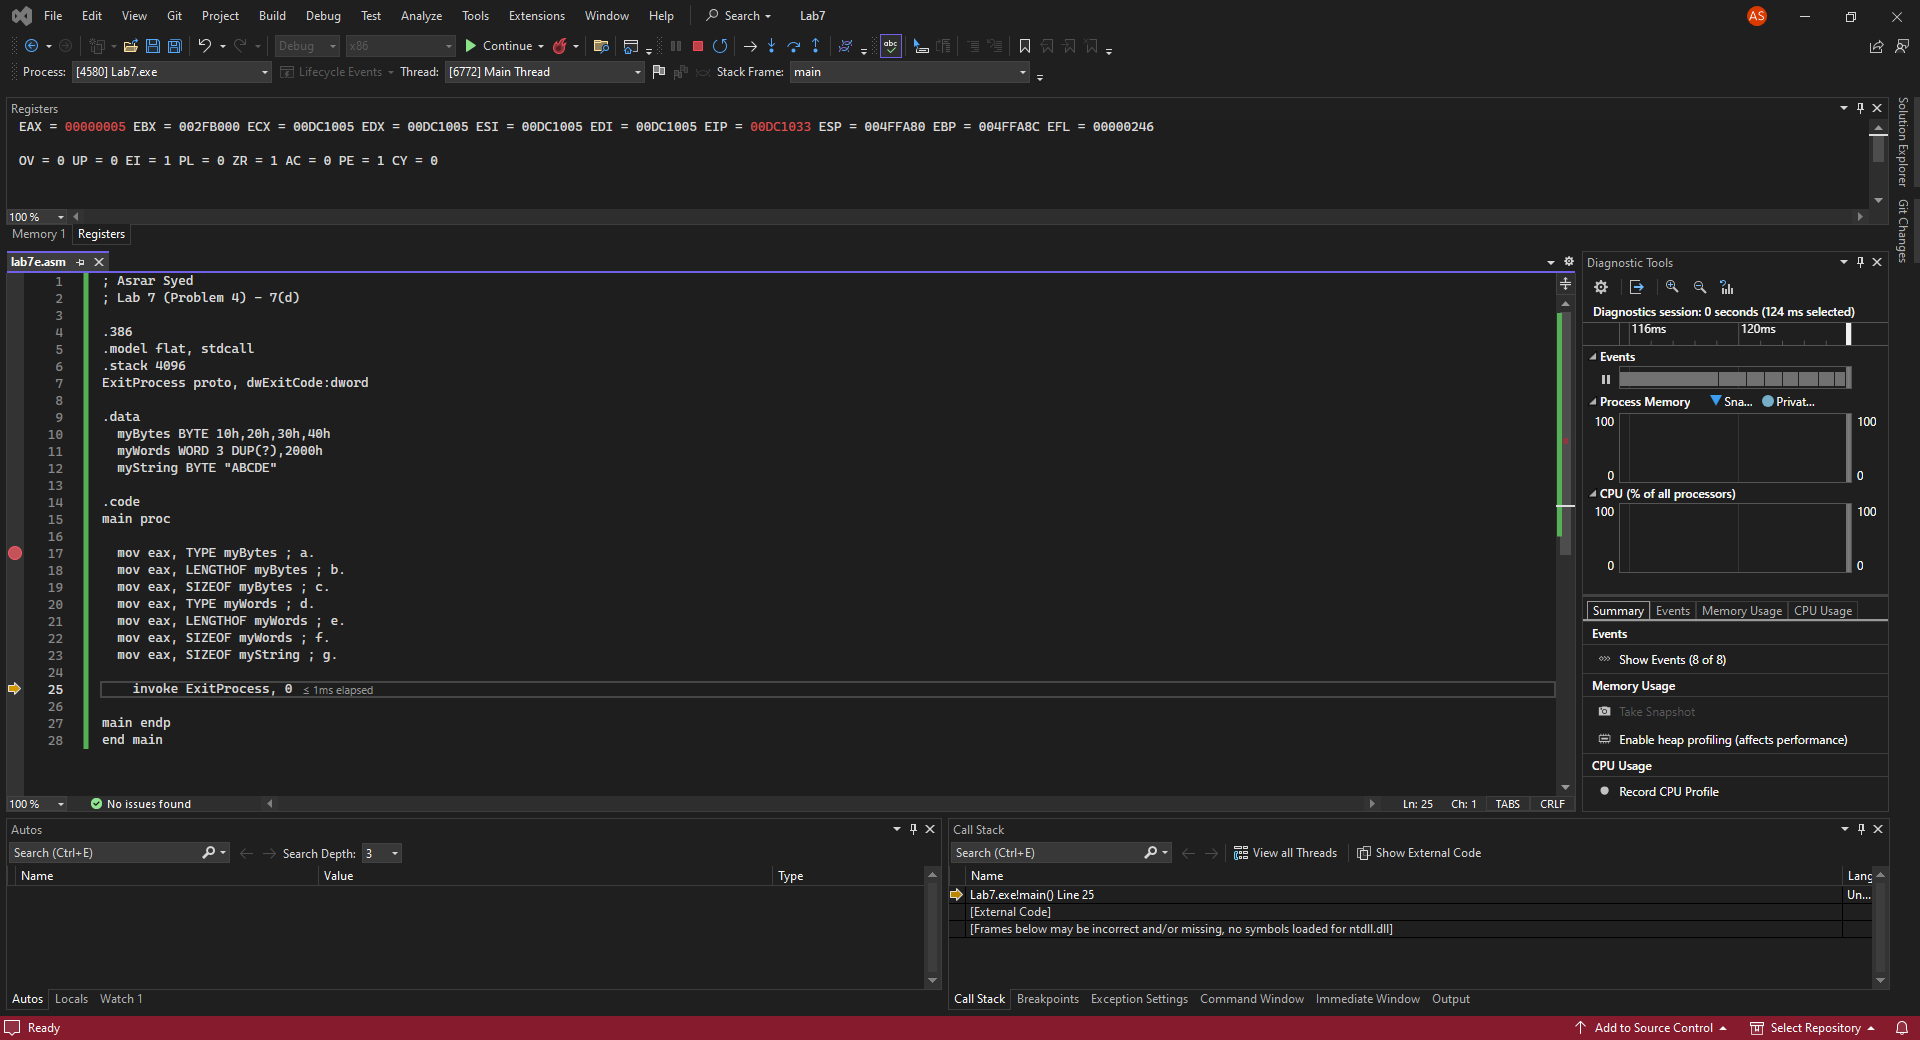 File Edit View Git Project Build Debug Test Analyze Tools Extensions Window Help Search Lab7 AS
Debug x86 Continue abc
Process: [4580] Lab7.exe Lifecycle Events Thread: [6772] Main Thread Stack Frame: main
Registers
EAX = 00000005 EBX = 002FB000 ECX = 00DC1005 EDX = 00DC1005 ESI = 00DC1005 EDI = 00DC1005 EIP = 00DC1033 ESP = 004FFA80 EBP = 004FFA8C EFL = 00000246
OV = 0 UP = 0 EI = 1 PL = 0 ZR = 1 AC = 0 PE = 1 CY = 0
100 %
Memory 1 Registers
Solution Explorer
Git Changes
lab7e.asm
1 ; Asrar Syed
2 ; Lab 7 (Problem 4) - 7(d)
3
4 .386
5 .model flat, stdcall
6 .stack 4096
7 ExitProcess proto, dwExitCode:dword
8
9 .data
10 myBytes BYTE 10h,20h,30h,40h
11 myWords WORD 3 DUP(?),2000h
12 myString BYTE "ABCDE"
13
14 .code
15 main proc
16
17 mov eax, TYPE myBytes ; a.
18 mov eax, LENGTHOF myBytes ; b.
19 mov eax, SIZEOF myBytes ; c.
20 mov eax, TYPE myWords ; d.
21 mov eax, LENGTHOF myWords ; e.
22 mov eax, SIZEOF myWords ; f.
23 mov eax, SIZEOF myString ; g.
24
25 invoke ExitProcess, 0 ≤ 1ms elapsed
26
27 main endp
28 end main
100 % No issues found Ln: 25 Ch: 1 TABS CRLF
Diagnostic Tools
Diagnostics session: 0 seconds (124 ms selected)
116ms 120ms
Events
Process Memory Sna... Privat...
100 100
0 0
CPU (% of all processors)
100 100
0 0
Summary Events Memory Usage CPU Usage
Events
Show Events (8 of 8)
Memory Usage
Take Snapshot
Enable heap profiling (affects performance)
CPU Usage
Record CPU Profile
Autos
Search (Ctrl+E) Search Depth: 3
Name Value Type
Autos Locals Watch 1
Call Stack
Search (Ctrl+E) View all Threads Show External Code
Name Lang
Lab7.exe!main() Line 25 Un...
[External Code]
[Frames below may be incorrect and/or missing, no symbols loaded for ntdll.dll]
Call Stack Breakpoints Exception Settings Command Window Immediate Window Output
Ready Add to Source Control Select Repository